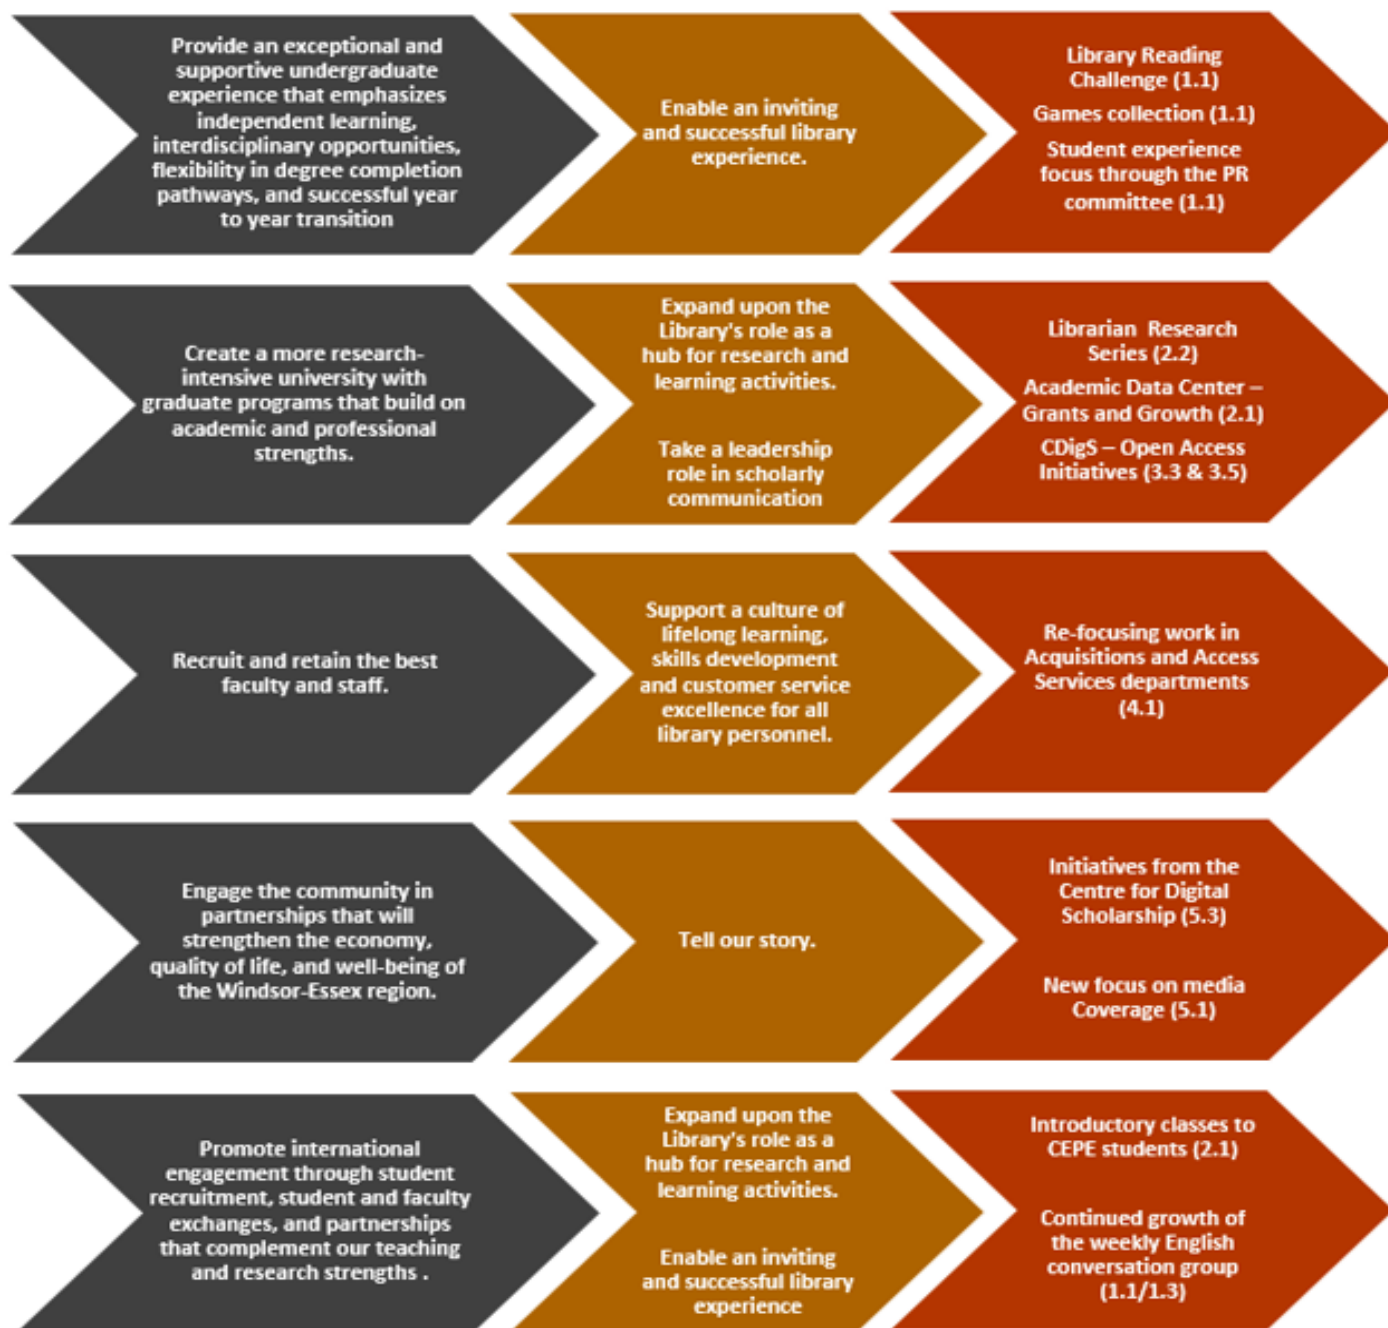 Provide an exceptional and
supportive undergraduate
experience that emphasizes
independent learning,
interdisciplinary opportunities,
flexibility in degree completion
pathways, and successful year
to year transition
Enable an inviting
and successful library
experience.
Library Reading
Challenge (1.1)
Games collection (1.1)
Student experience
focus through the PR
committee (1.1)
Create a more research-
intensive university with
graduate programs that build on
academic and professional
strengths.
Expand upon the
Library's role as a
hub for research and
learning activities.
Take a leadership
role in scholarly
communication
Librarian Research
Series (2.2)
Academic Data Center –
Grants and Growth (2.1)
CDigS – Open Access
Initiatives (3.3 & 3.5)
Recruit and retain the best
faculty and staff.
Support a culture of
lifelong learning,
skills development
and customer service
excellence for all
library personnel.
Re-focusing work in
Acquisitions and Access
Services departments
(4.1)
Engage the community in
partnerships that will
strengthen the economy,
quality of life, and well-being of
the Windsor-Essex region.
Tell our story.
Initiatives from the
Centre for Digital
Scholarship (5.3)
New focus on media
Coverage (5.1)
Promote international
engagement through student
recruitment, student and faculty
exchanges, and partnerships
that complement our teaching
and research strengths .
Expand upon the
Library's role as a
hub for research and
learning activities.
Enable an inviting
and successful library
experience
Introductory classes to
CEPE students (2.1)
Continued growth of
the weekly English
conversation group
(1.1/1.3)